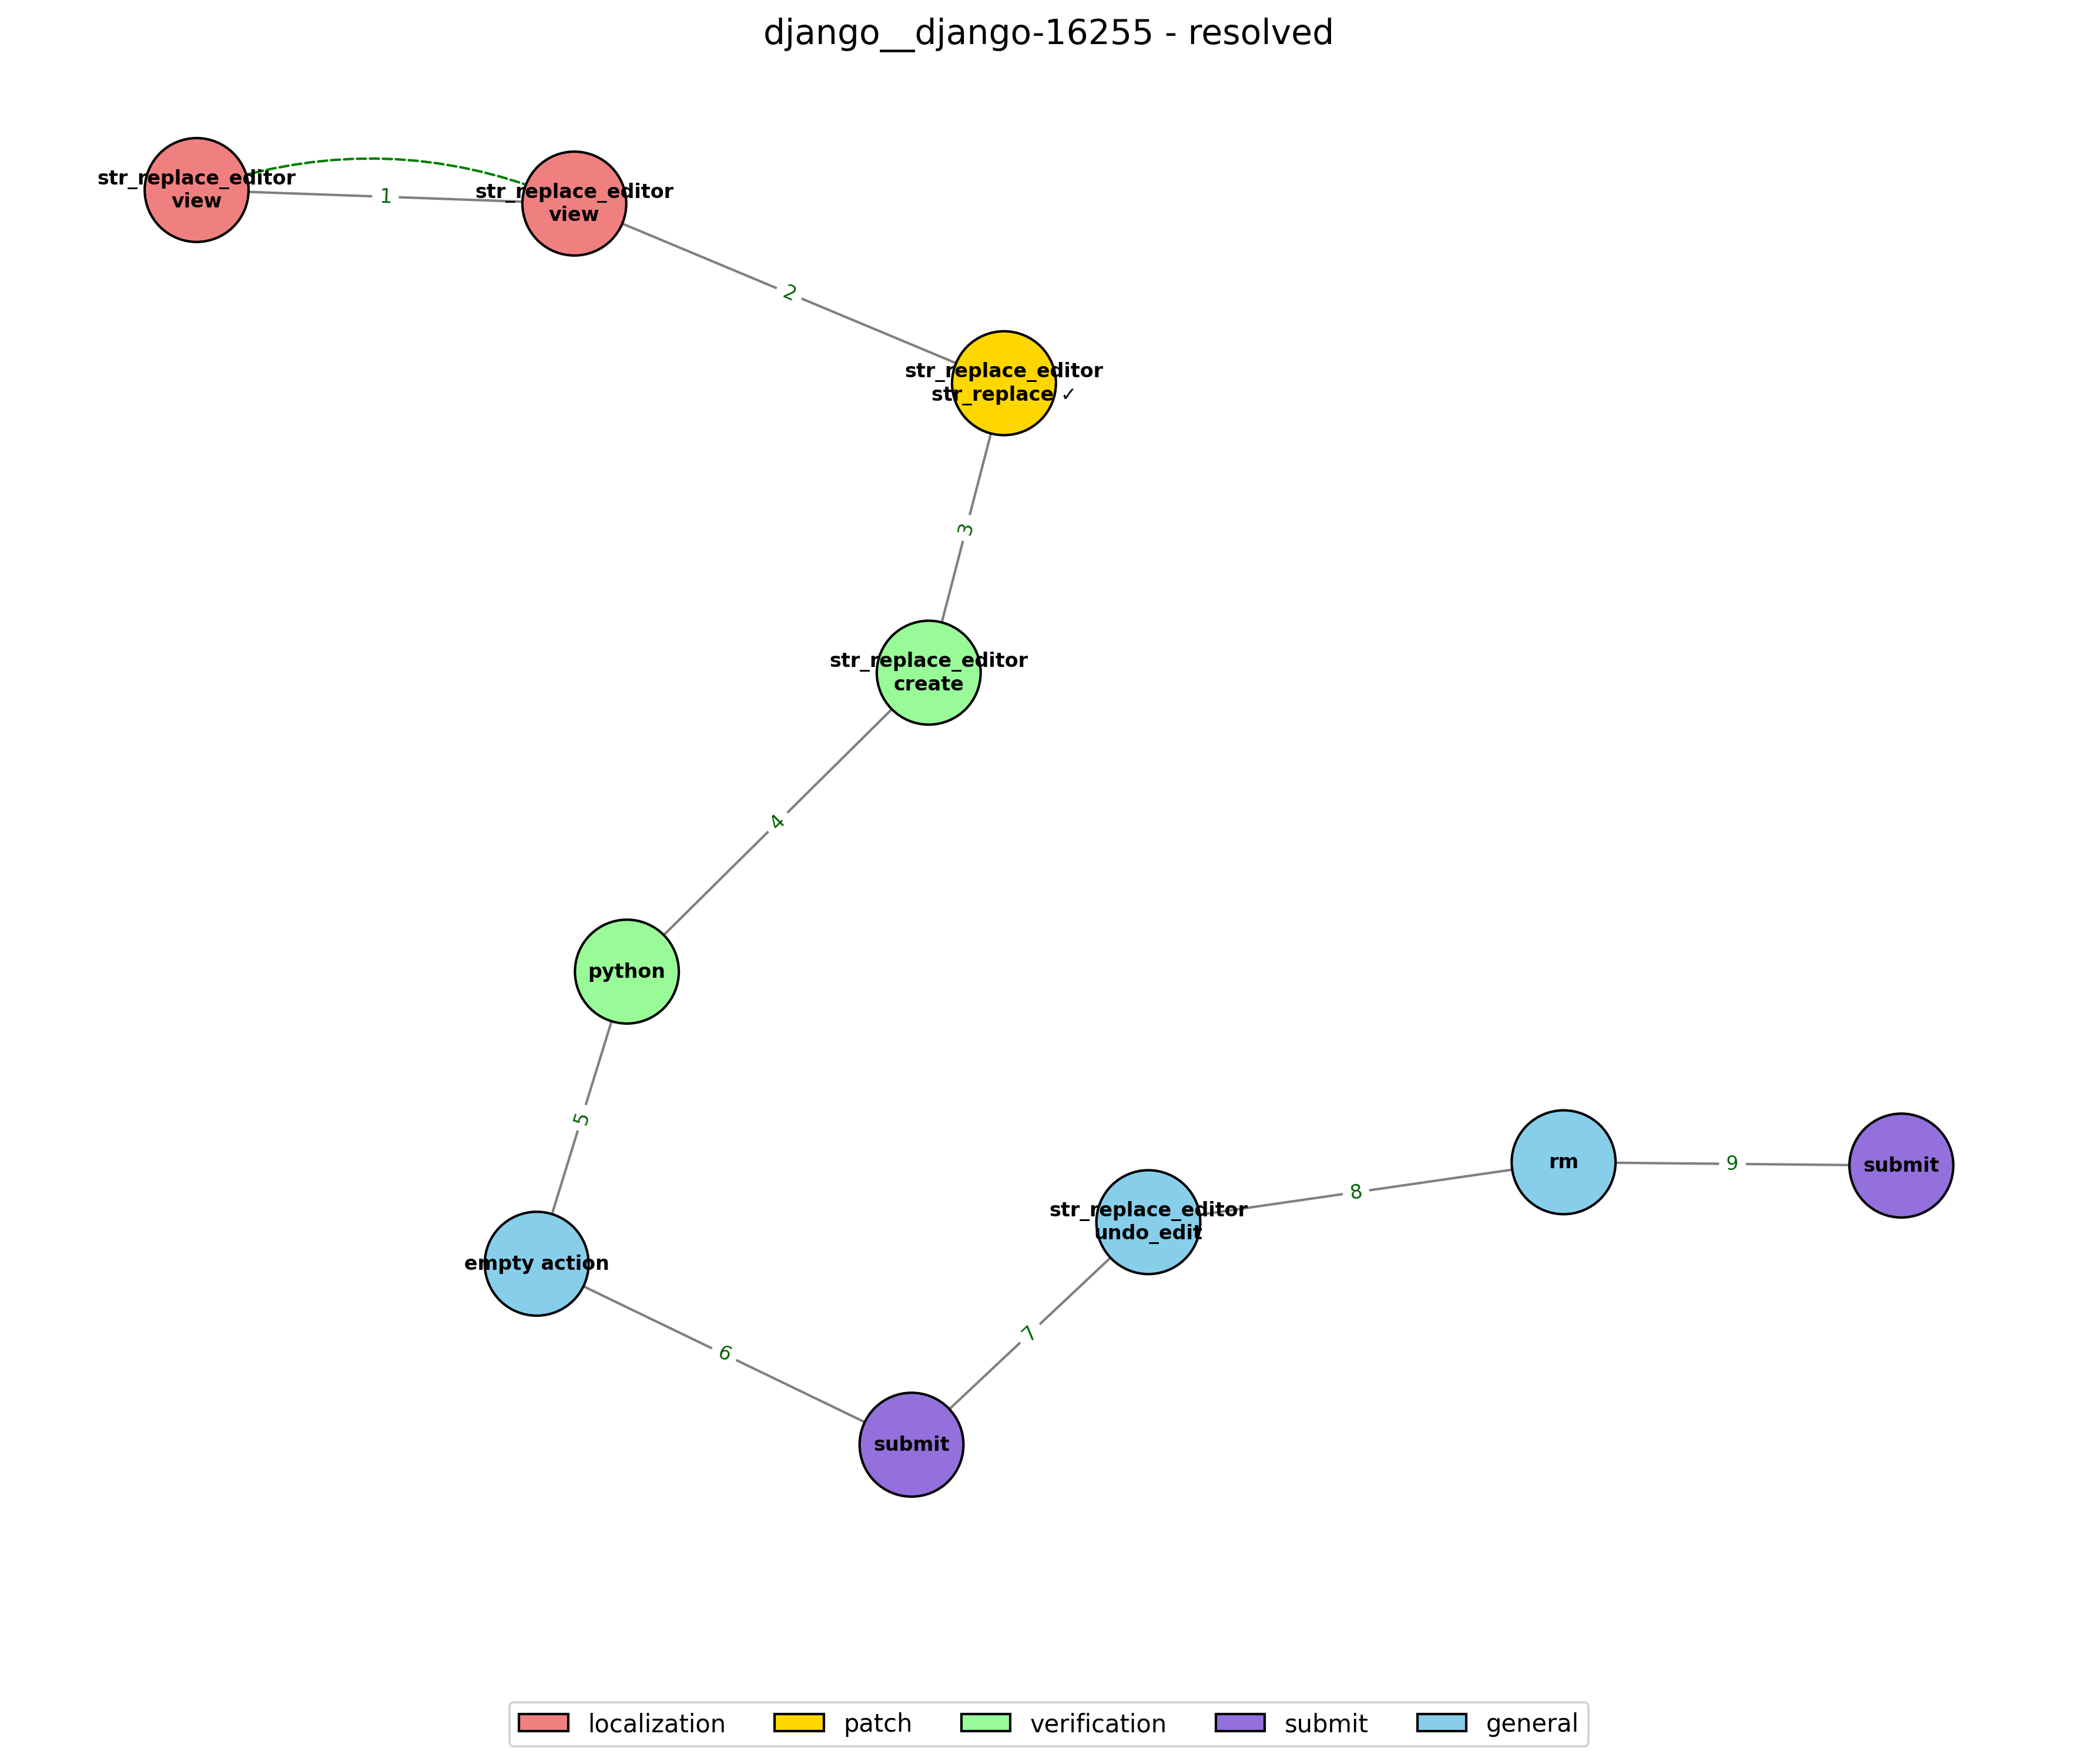 django__django-16255 - resolved
str_replace_editor
view
1
str_replace_editor
view
2
str_replace_editor
str_replace ✓
3
str_replace_editor
create
4
python
5
empty action
6
submit
7
str_replace_editor
undo_edit
8
rm
9
submit
localization
patch
verification
submit
general